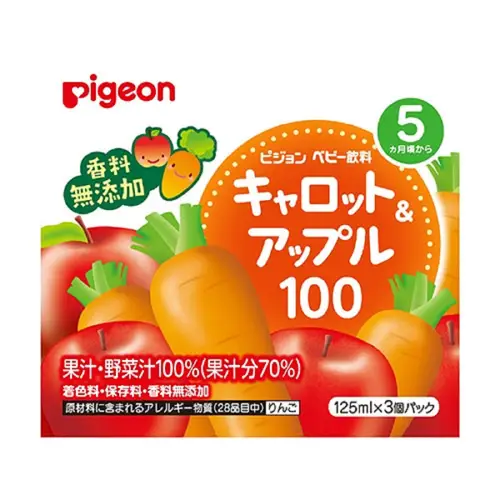 Pigeon
5
ヵ月頃から
香料
無添加
ピジョン ベビー飲料
キャロット&
アップル
100
果汁・野菜汁100%(果汁分70%)
着色料・保存料・香料無添加
原材料に含まれるアレルギー物質(28品目中) りんご
125ml×3個パック